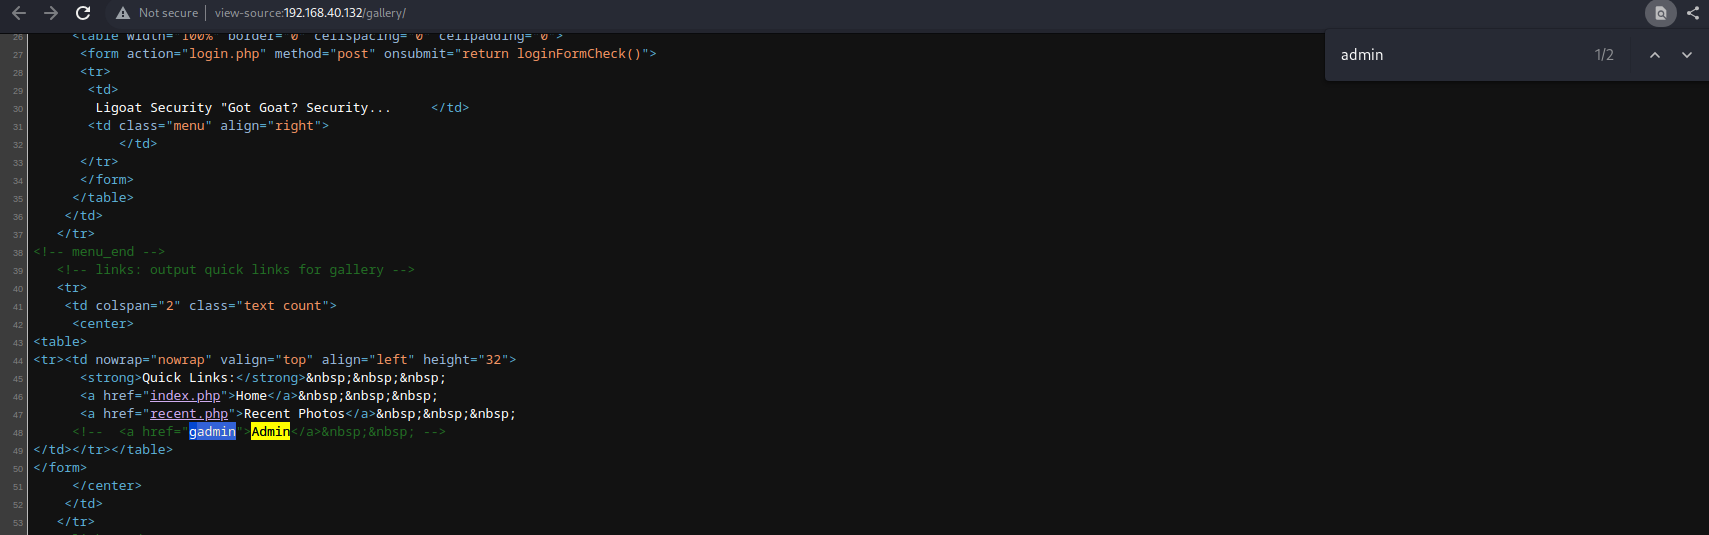 Not secure view-source:192.168.40.132/gallery/
admin 1/2
26 <table width="100%" border="0" cellspacing="0" cellpadding="0">
27 <form action="login.php" method="post" onsubmit="return loginFormCheck()">
28 <tr>
29 <td>
30 Ligoat Security "Got Goat? Security... </td>
31 <td class="menu" align="right">
32 </td>
33 </tr>
34 </form>
35 </table>
36 </td>
37 </tr>
38 <!-- menu_end -->
39 <!-- links: output quick links for gallery -->
40 <tr>
41 <td colspan="2" class="text count">
42 <center>
43 <table>
44 <tr><td nowrap="nowrap" valign="top" align="left" height="32">
45 <strong>Quick Links:</strong>&nbsp;&nbsp;&nbsp;
46 <a href="index.php">Home</a>&nbsp;&nbsp;&nbsp;
47 <a href="recent.php">Recent Photos</a>&nbsp;&nbsp;&nbsp;
48 <!-- <a href="gadmin">Admin</a>&nbsp;&nbsp; -->
49 </td></tr></table>
50 </form>
51 </center>
52 </td>
53 </tr>